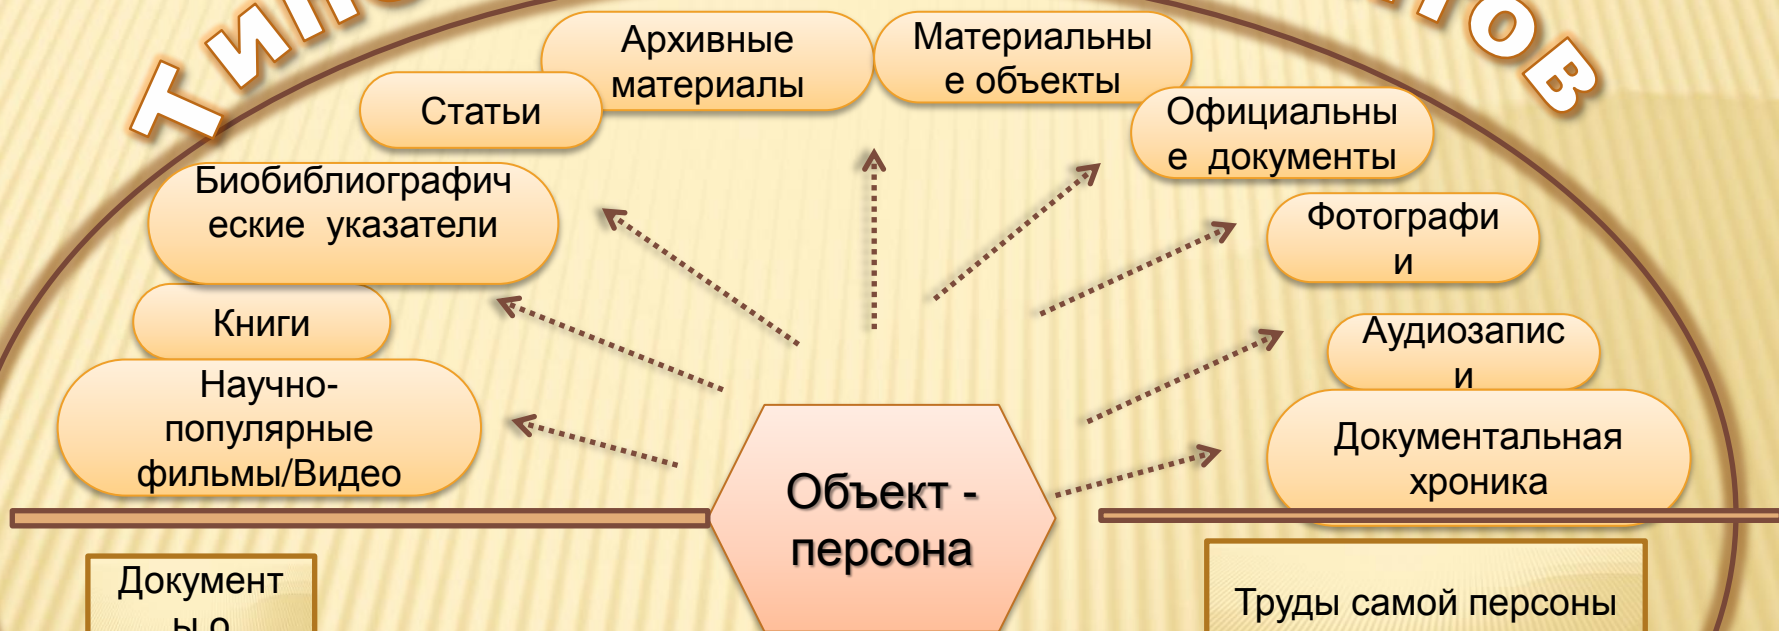 Архивные
материалы
Материальны
е объекты
Статьи
Официальны
е документы
Биобиблиографич
еские указатели
Фотографи
и
Книги
Аудиозапис
и
Научно-
популярные
фильмы/Видео
Документальная
хроника
Объект -
персона
Документ
ы о
Труды самой персоны